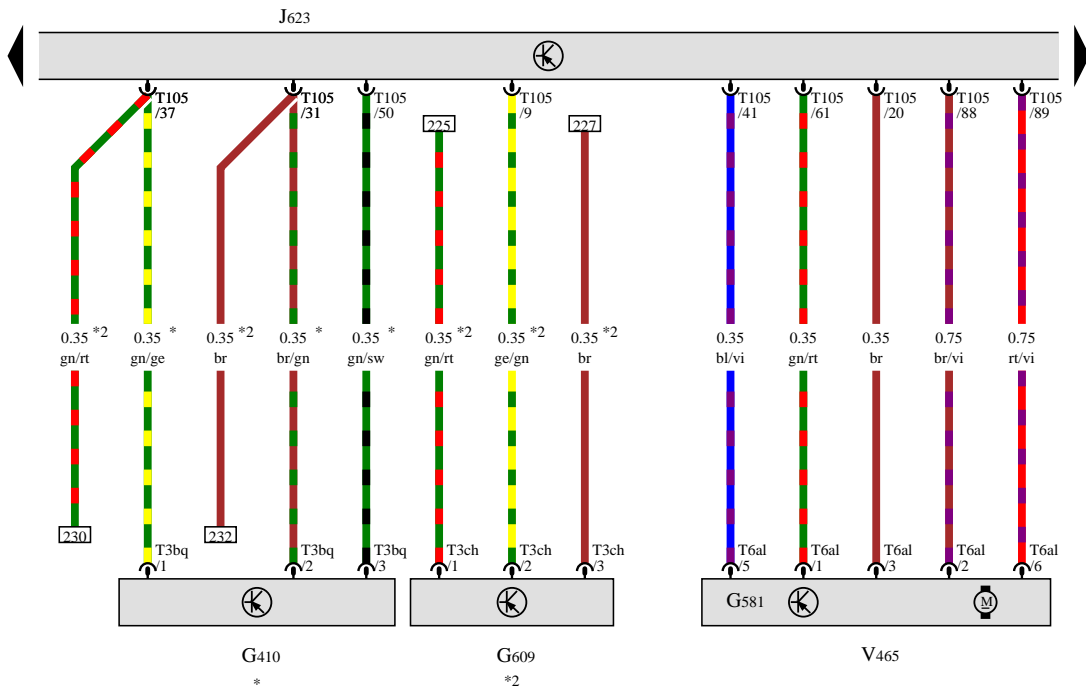 J623
T105 T105 T105 T105 T105 T105 T105 T105 T105
/37 /31 /50 /9 /41 /61 /20 /88 /89
225 227
0.35 *2 0.35 * 0.35 *2 0.35 * 0.35 * 0.35 *2 0.35 *2 0.35 *2 0.35 0.35 0.35 0.75 0.75
gn/rt gn/ge br br/gn gn/sw gn/rt ge/gn br bl/vi gn/rt br br/vi rt/vi
230 232
T3bq T3bq T3bq T3ch T3ch T3ch T6al T6al T6al T6al T6al
/1 /2 /3 /1 /2 /3 /5 /1 /3 /2 /6
G581 M
G410 G609 V465
* *2